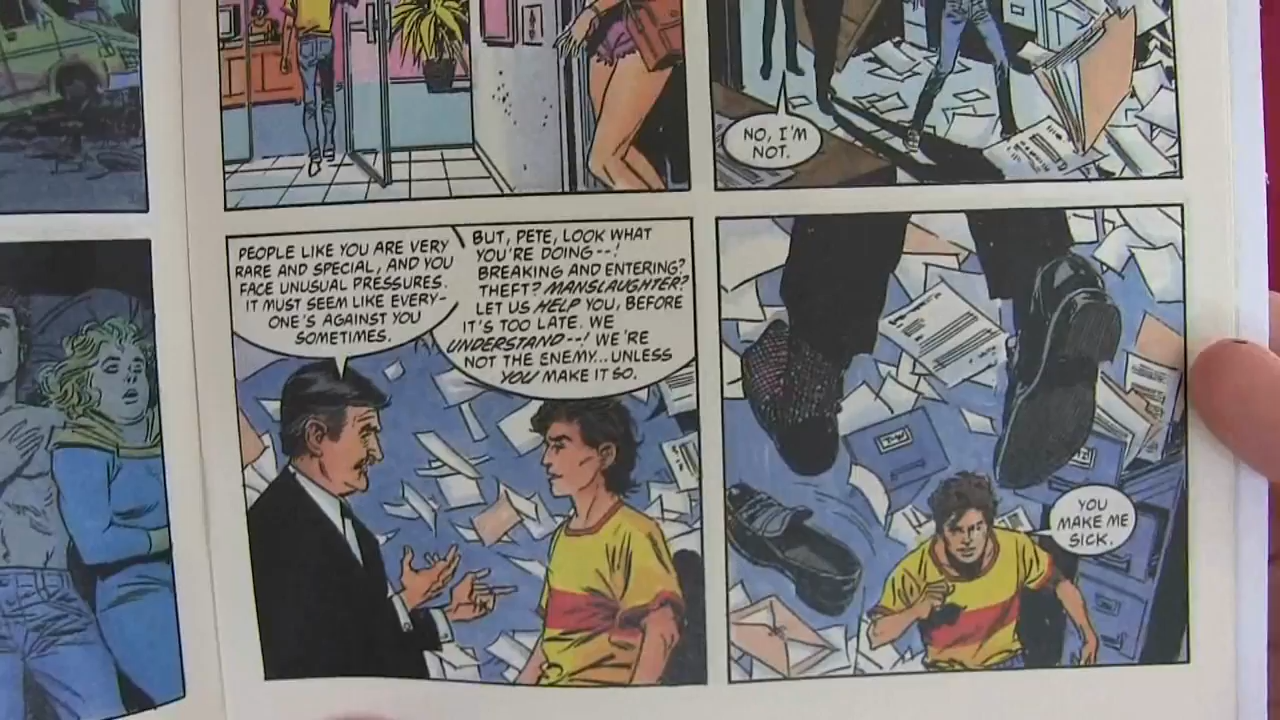 NO, I'M
NOT.
PEOPLE LIKE YOU ARE VERY
RARE AND SPECIAL, AND YOU
FACE UNUSUAL PRESSURES.
IT MUST SEEM LIKE EVERY-
ONE'S AGAINST YOU
SOMETIMES.
BUT, PETE, LOOK WHAT
YOU'RE DOING--!
BREAKING AND ENTERING?
THEFT? MANSLAUGHTER?
LET US HELP YOU, BEFORE
IT'S TOO LATE. WE
UNDERSTAND--! WE'RE
NOT THE ENEMY...UNLESS
YOU MAKE IT SO.
YOU
MAKE ME
SICK.